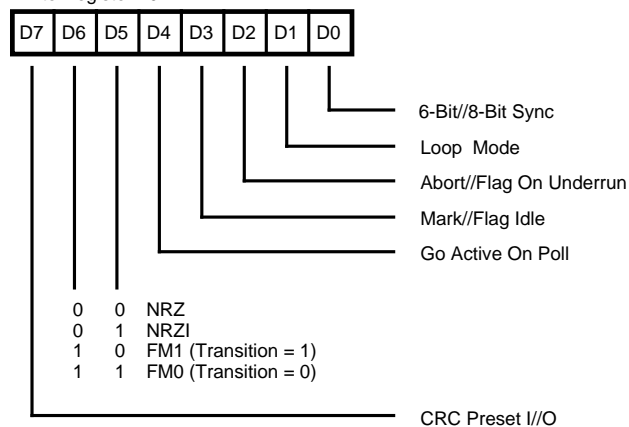 D7 D6 D5 D4 D3 D2 D1 D0
6-Bit//8-Bit Sync
Loop Mode
Abort//Flag On Underrun
Mark//Flag Idle
Go Active On Poll
0 0 NRZ
0 1 NRZI
1 0 FM1 (Transition = 1)
1 1 FM0 (Transition = 0)
CRC Preset I//O